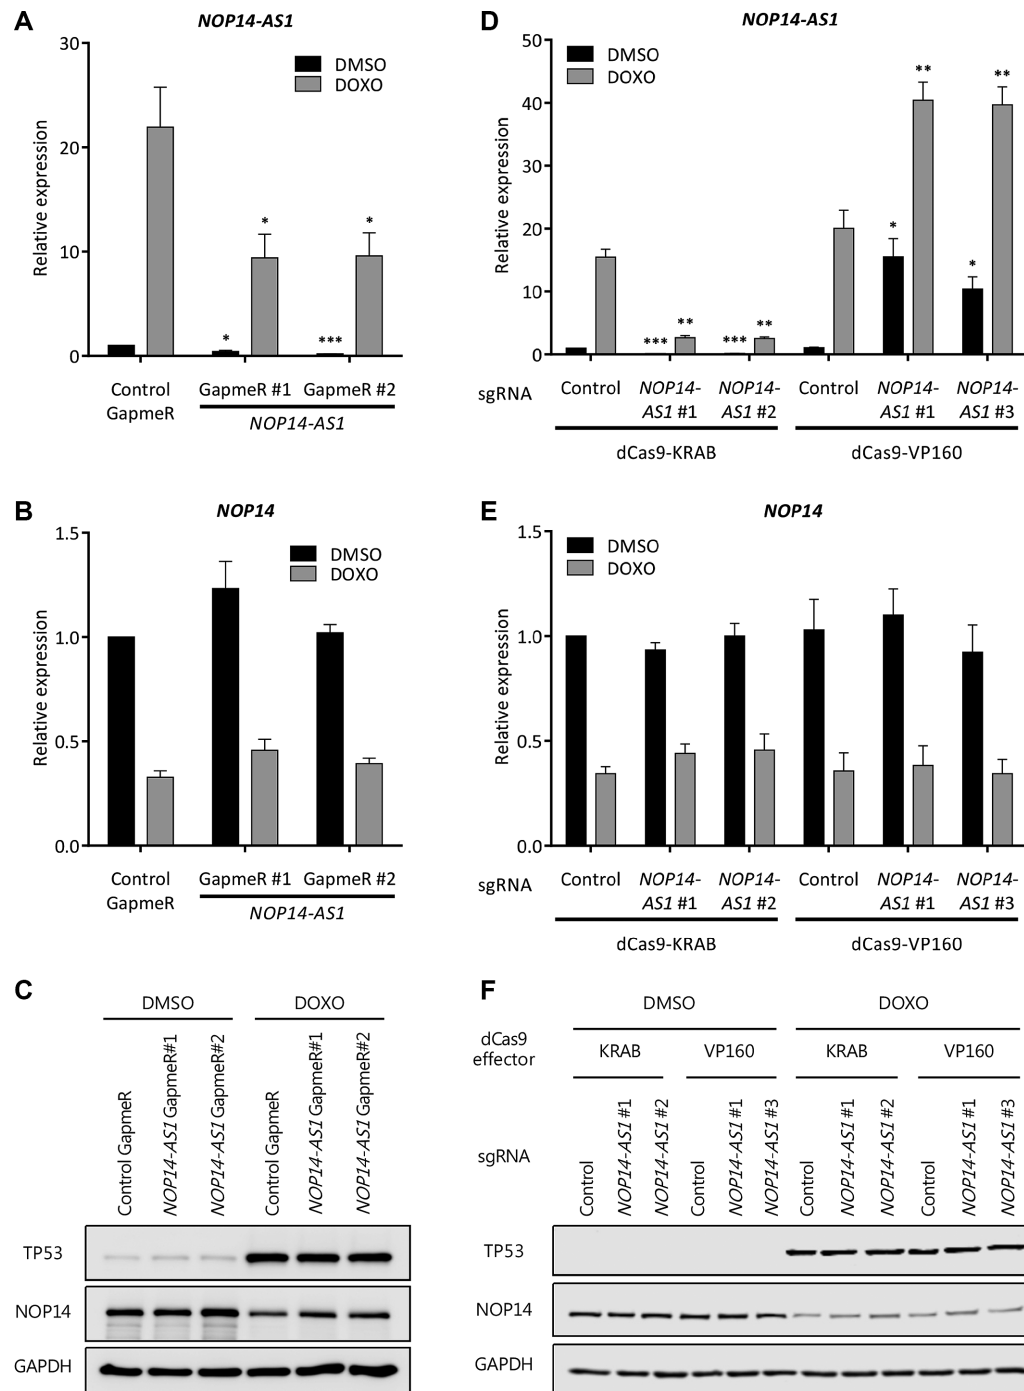 A
NOP14-AS1
DMSO
DOXO
Relative expression
30
20
10
0
*
*
***
*
Control GapmeR
GapmeR #1
GapmeR #2
NOP14-AS1
D
NOP14-AS1
DMSO
DOXO
Relative expression
50
40
30
20
10
0
***
**
***
**
*
**
*
**
sgRNA
Control
NOP14-AS1 #1
NOP14-AS1 #2
Control
NOP14-AS1 #1
NOP14-AS1 #3
dCas9-KRAB
dCas9-VP160
B
NOP14
DMSO
DOXO
Relative expression
1.5
1.0
0.5
0.0
Control GapmeR
GapmeR #1
GapmeR #2
NOP14-AS1
E
NOP14
DMSO
DOXO
Relative expression
1.5
1.0
0.5
0.0
sgRNA
Control
NOP14-AS1 #1
NOP14-AS1 #2
Control
NOP14-AS1 #1
NOP14-AS1 #3
dCas9-KRAB
dCas9-VP160
C
DMSO
DOXO
Control GapmeR
NOP14-AS1 GapmeR#1
NOP14-AS1 GapmeR#2
Control GapmeR
NOP14-AS1 GapmeR#1
NOP14-AS1 GapmeR#2
TP53
NOP14
GAPDH
F
DMSO
DOXO
dCas9 effector
KRAB
VP160
KRAB
VP160
sgRNA
Control
NOP14-AS1 #1
NOP14-AS1 #2
Control
NOP14-AS1 #1
NOP14-AS1 #3
Control
NOP14-AS1 #1
NOP14-AS1 #2
Control
NOP14-AS1 #1
NOP14-AS1 #3
TP53
NOP14
GAPDH